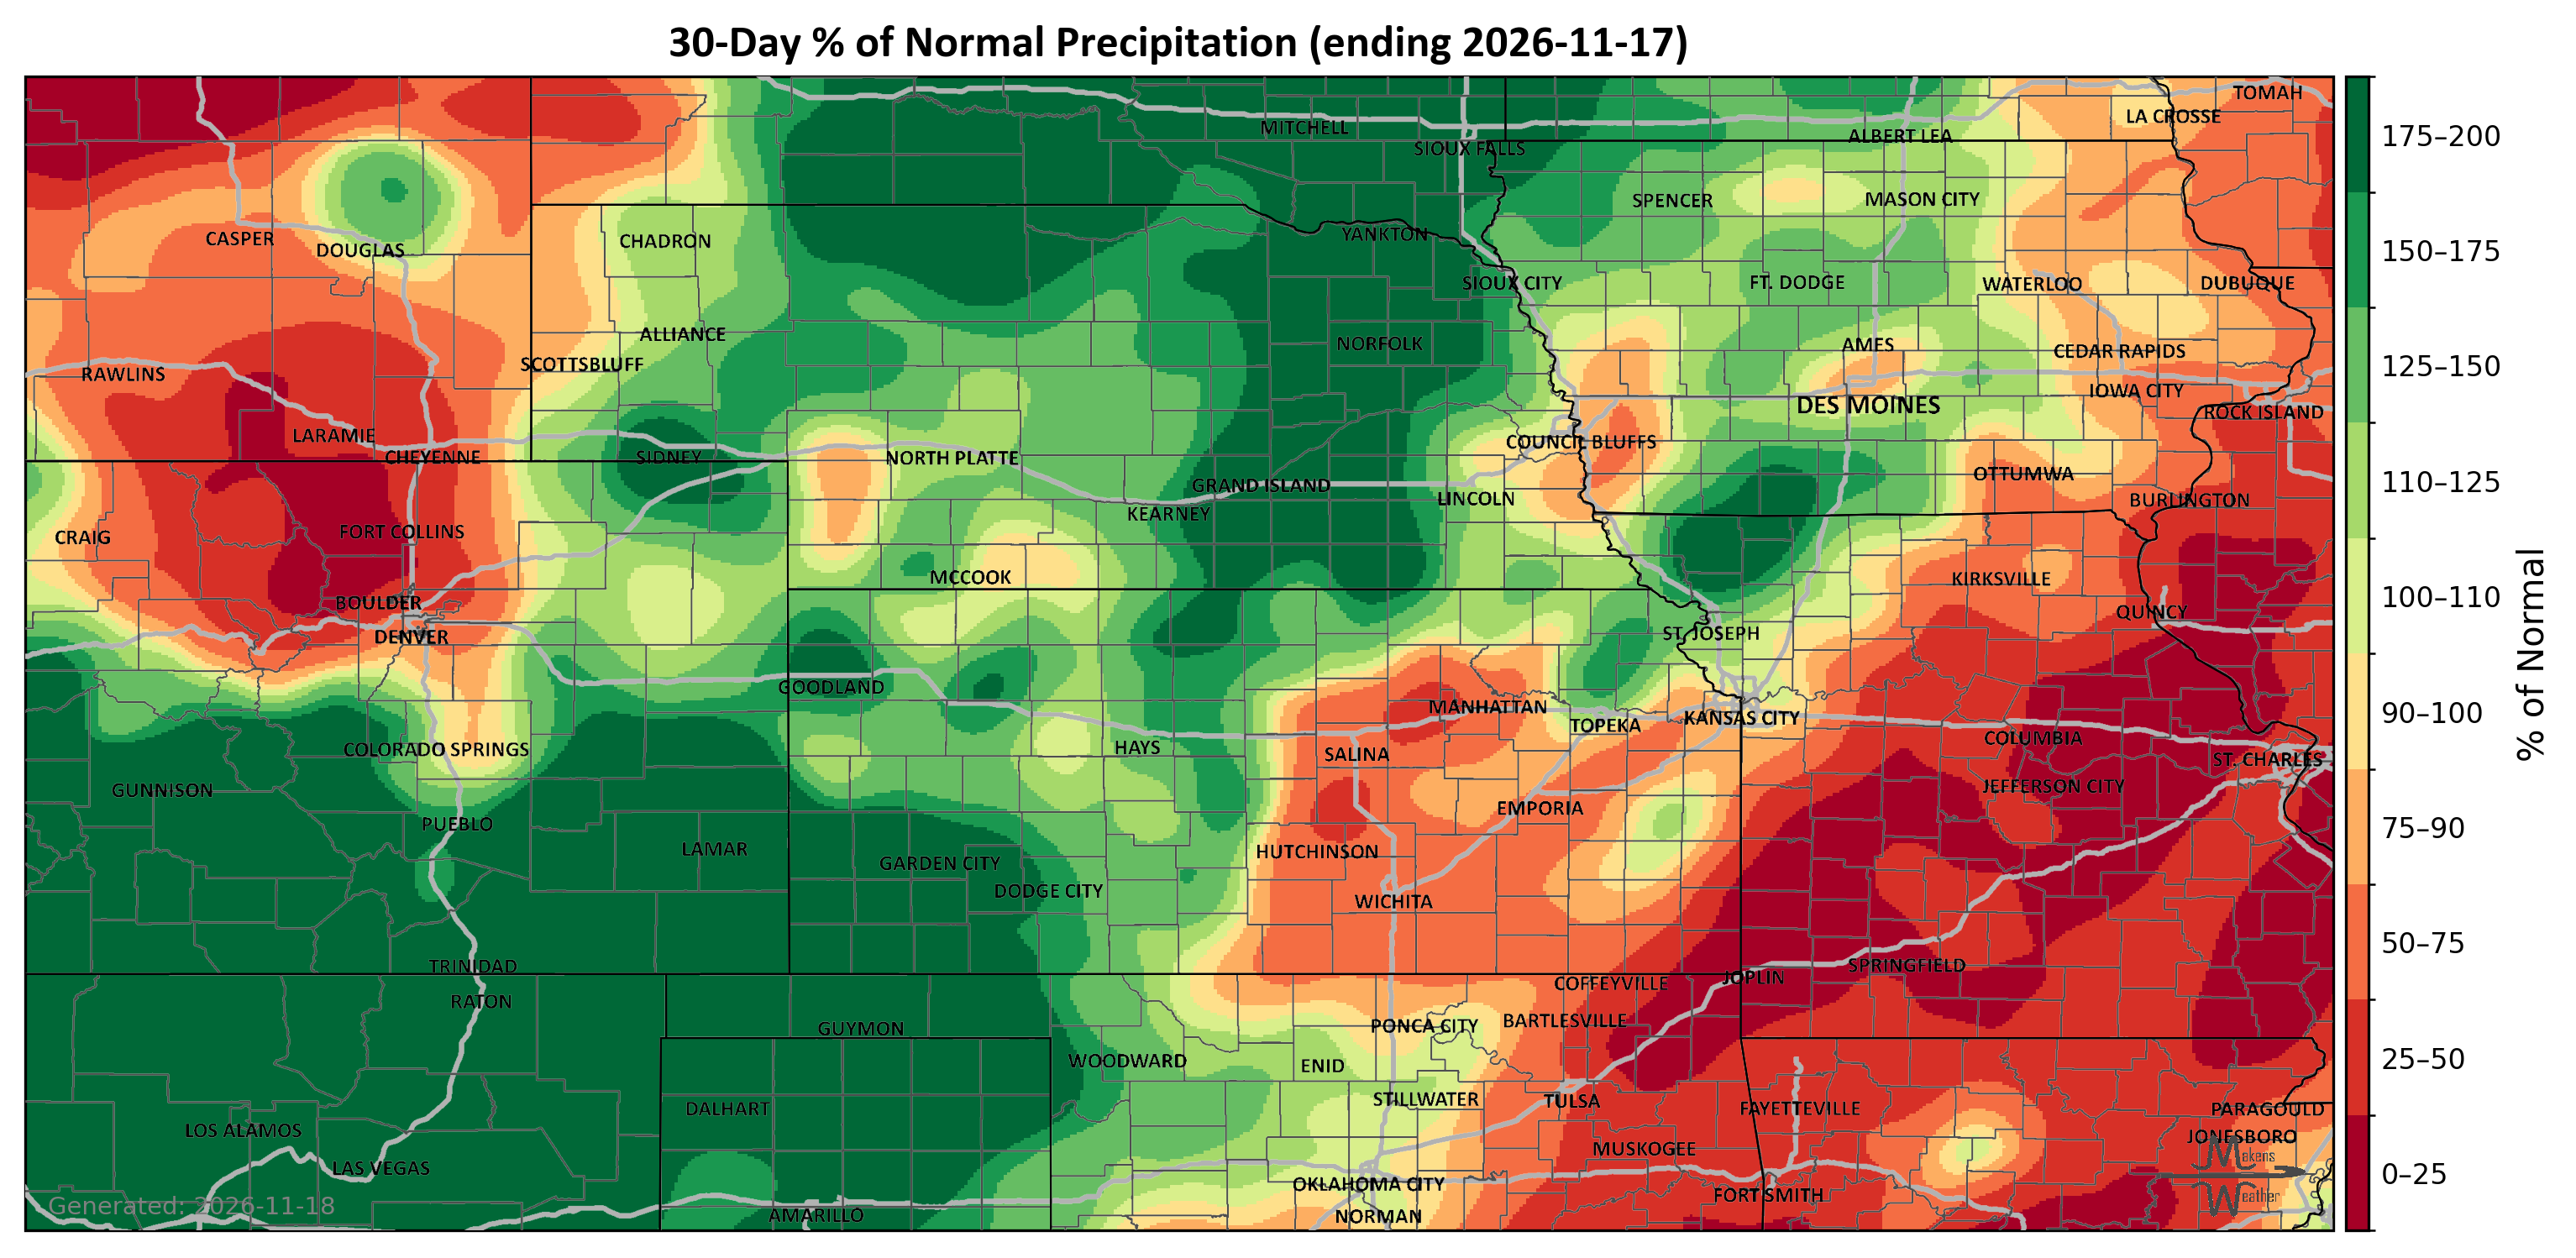 30-Day % of Normal Precipitation (ending 2026-11-17)
TOMAH
LA CROSSE
MITCHELL
ALBERT LEA
SIOUX FALLS
SPENCER
MASON CITY
CASPER
DOUGLAS
CHADRON
YANKTON
SIOUX CITY
FT. DODGE
WATERLOO
DUBUQUE
ALLIANCE
NORFOLK
AMES
CEDAR RAPIDS
SCOTTSBLUFF
RAWLINS
IOWA CITY
DES MOINES
ROCK ISLAND
LARAMIE
COUNCIL BLUFFS
CHEYENNE
SIDNEY
NORTH PLATTE
OTTUMWA
GRAND ISLAND
LINCOLN
BURLINGTON
KEARNEY
CRAIG
FORT COLLINS
MCCOOK
KIRKSVILLE
BOULDER
QUINCY
DENVER
ST. JOSEPH
GOODLAND
MANHATTAN
TOPEKA
KANSAS CITY
COLUMBIA
COLORADO SPRINGS
HAYS
SALINA
ST. CHARLES
GUNNISON
JEFFERSON CITY
EMPORIA
PUEBLO
LAMAR
GARDEN CITY
HUTCHINSON
DODGE CITY
WICHITA
TRINIDAD
SPRINGFIELD
JOPLIN
COFFEYVILLE
RATON
GUYMON
PONCA CITY
BARTLESVILLE
WOODWARD
ENID
STILLWATER
TULSA
DALHART
FAYETTEVILLE
PARAGOULD
LOS ALAMOS
JONESBORO
MUSKOGEE
LAS VEGAS
OKLAHOMA CITY
FORT SMITH
AMARILLO
NORMAN
Generated: 2026-11-18
Makens
Weather
175–200
150–175
125–150
110–125
100–110
90–100
75–90
50–75
25–50
0–25
% of Normal